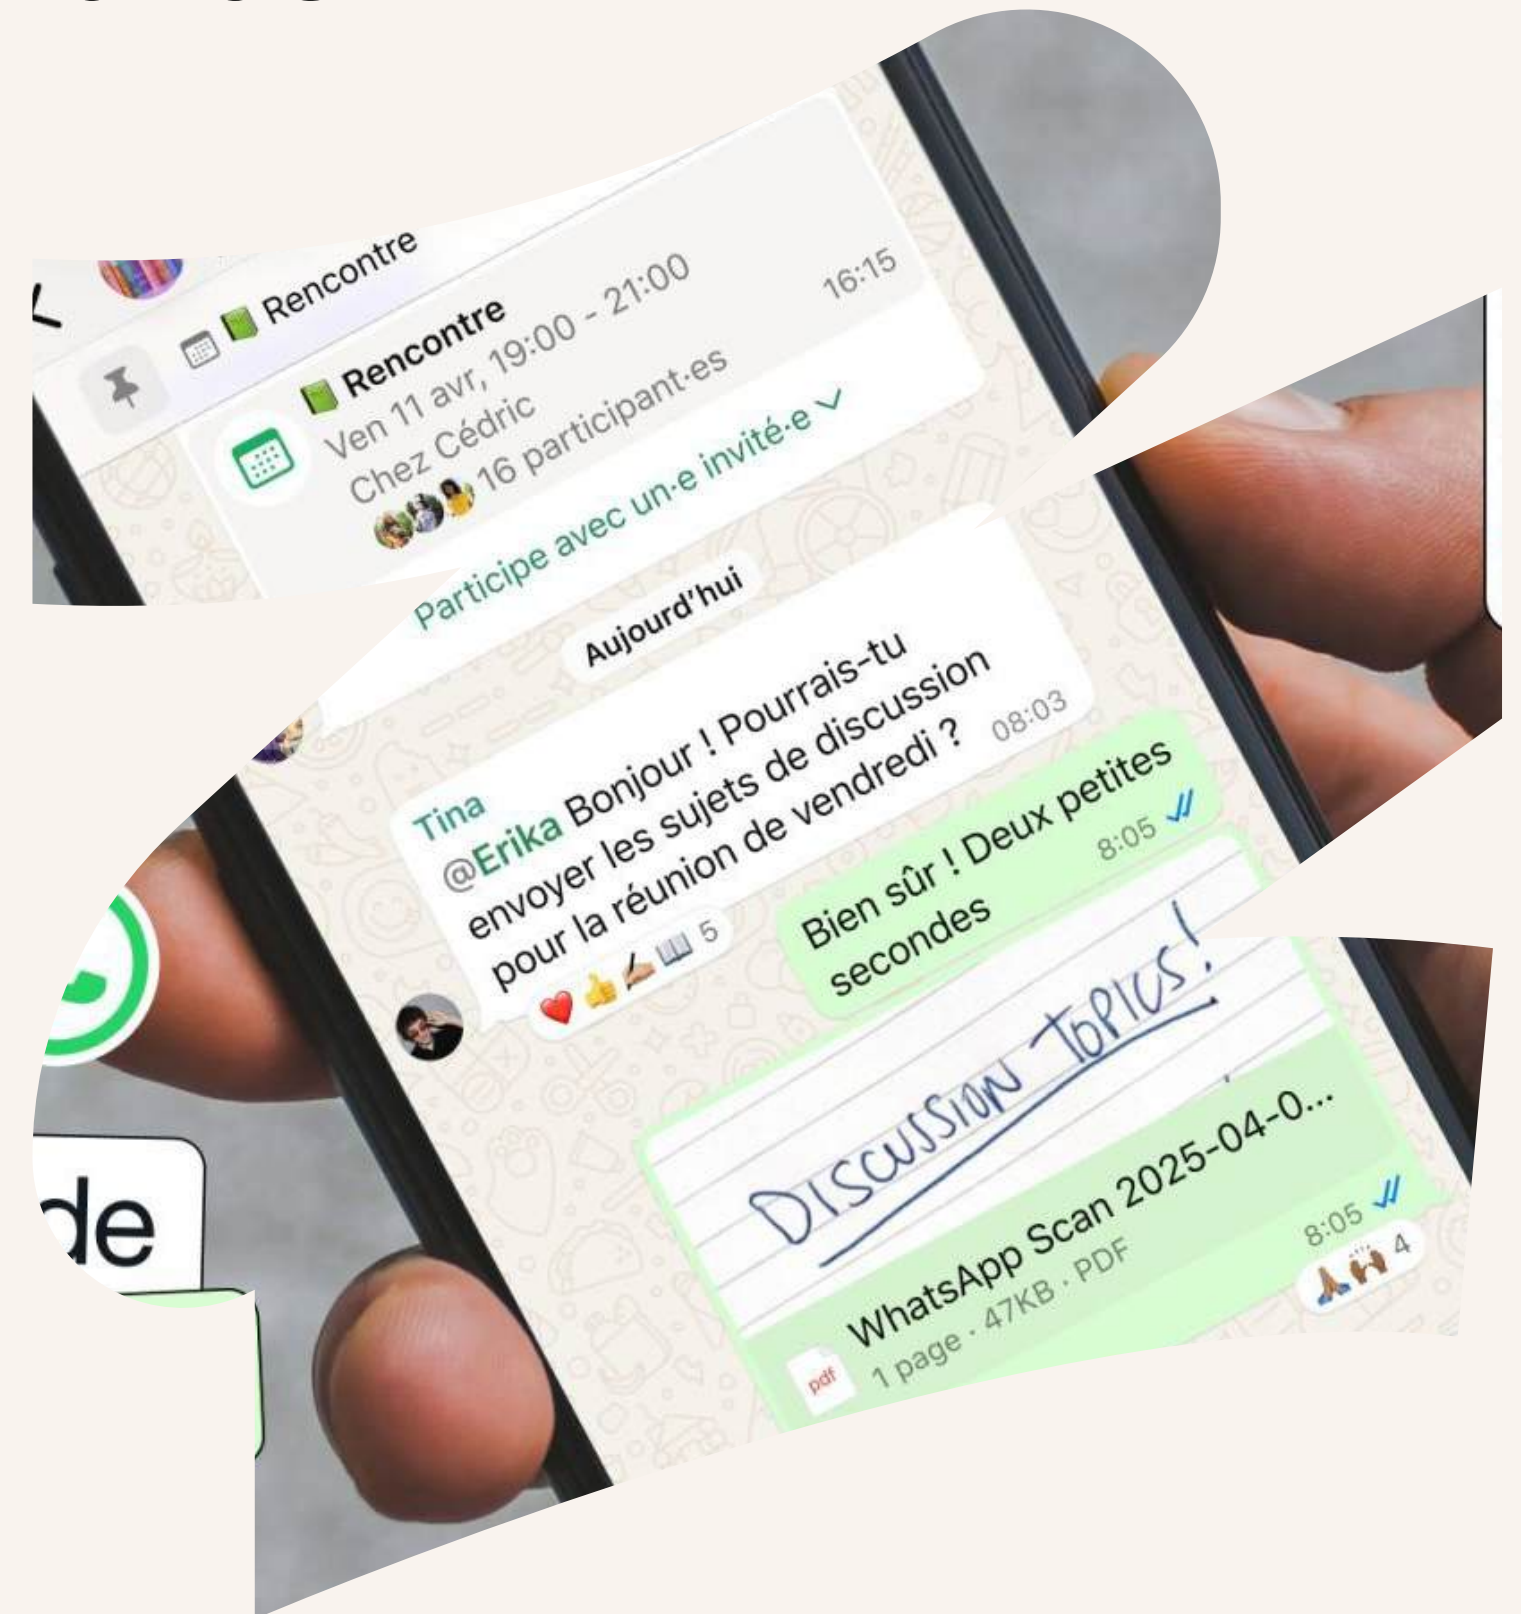 Rencontre
Rencontre
Ven 11 avr, 19:00 - 21:00
Chez Cédric
16 participant·es
16:15
Participe avec un·e invité·e
Aujourd'hui
Tina
@Erika Bonjour ! Pourrais-tu
envoyer les sujets de discussion
pour la réunion de vendredi ?
08:03
5
Bien sûr ! Deux petites
secondes
8:05
DISCUSSION TOPICS!
WhatsApp Scan 2025-04-0...
1 page · 47KB · PDF
pdf
8:05
4
de